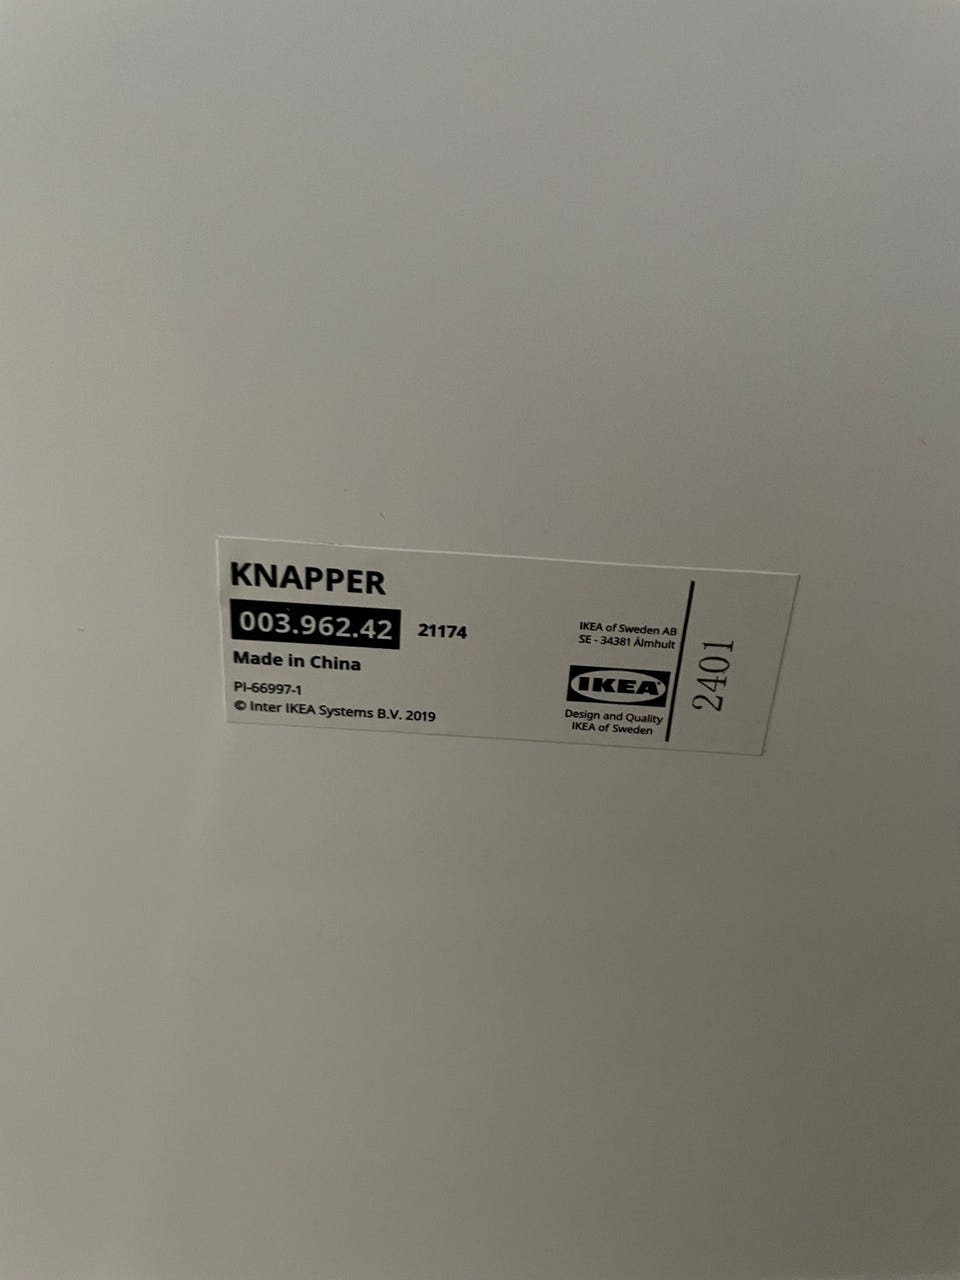 KNAPPER
003.962.42 21174
Made in China
PI-66997-1
© Inter IKEA Systems B.V. 2019
IKEA of Sweden AB
SE - 34381 Älmhult
IKEA®
Design and Quality
IKEA of Sweden
2401